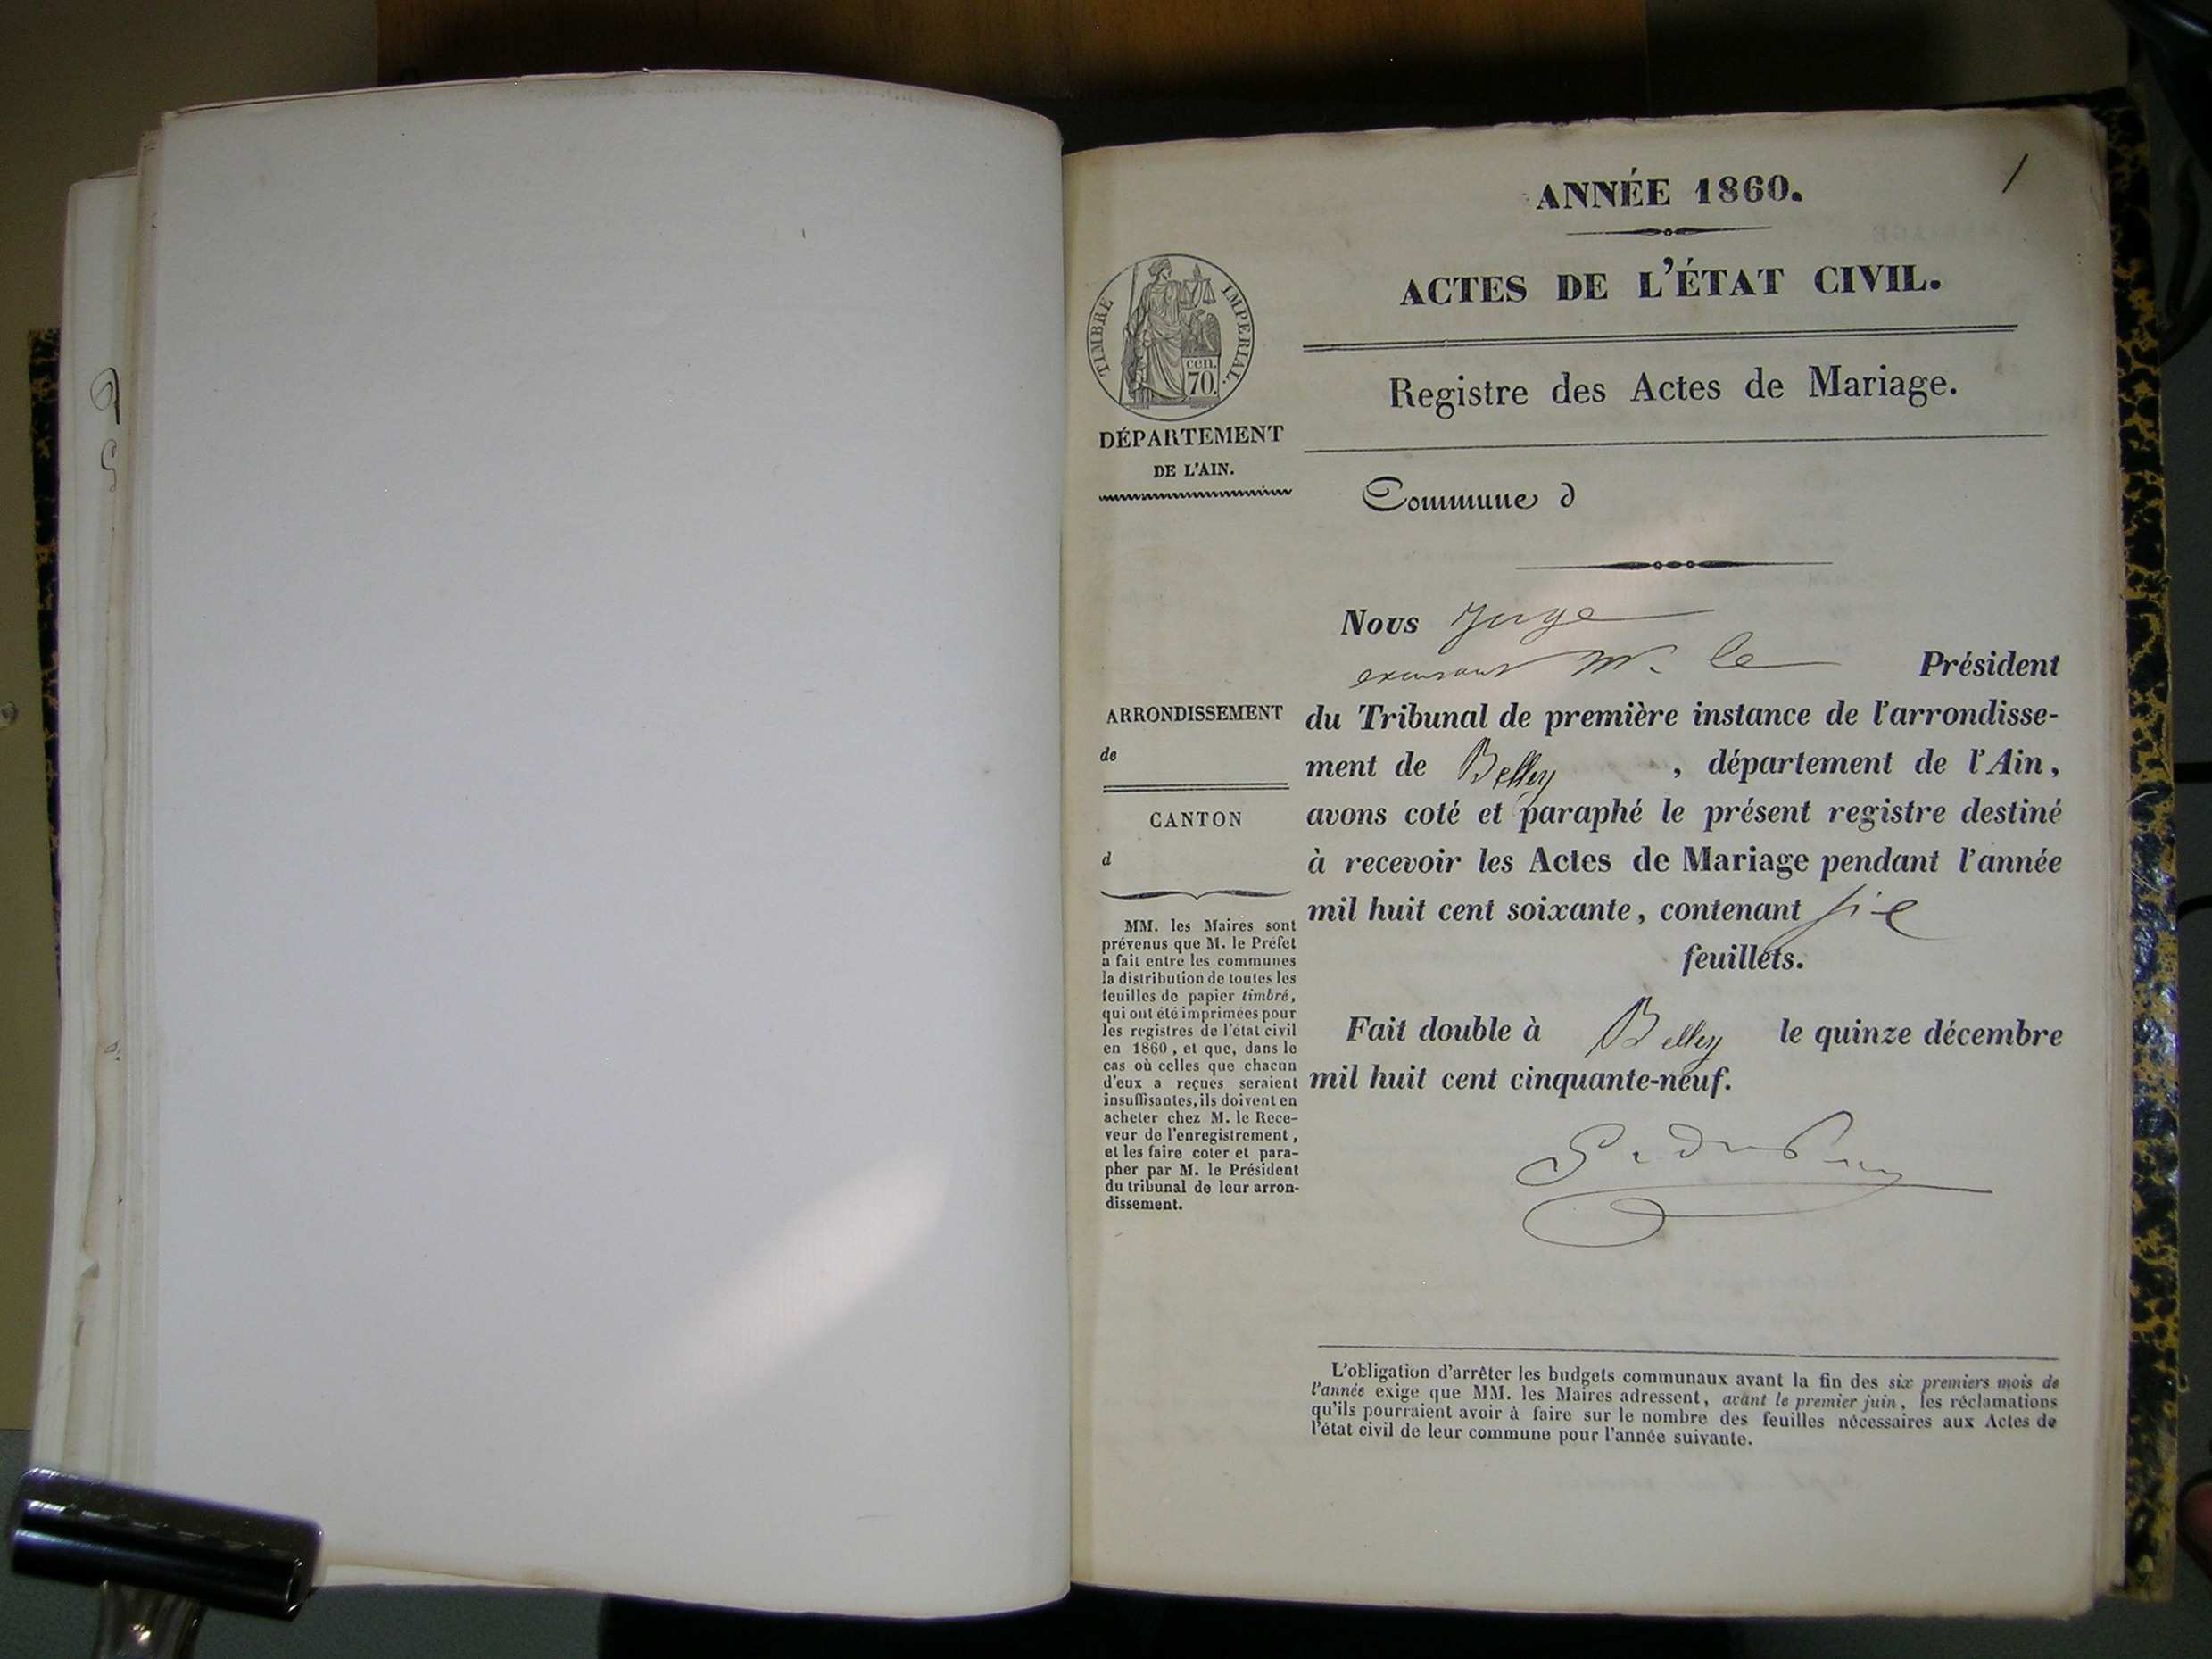 1
ANNÉE 1860.
ACTES DE L'ÉTAT CIVIL.
TIMBRE IMPERIAL.
cen.
70.
Registre des Actes de Mariage.
DÉPARTEMENT
DE L'AIN.
Commune d
Nous Juge
M. le Président
ARRONDISSEMENT
de
CANTON
d
du Tribunal de première instance de l'arrondisse-
ment de Belley, département de l'Ain,
avons coté et paraphé le présent registre destiné
à recevoir les Actes de Mariage pendant l'année
mil huit cent soixante, contenant
feuillets.
Fait double à Belley le quinze décembre
mil huit cent cinquante-neuf.
MM. les Maires sont
prévenus que M. le Préfet
a fait entre les communes
la distribution de toutes les
feuilles de papier timbré,
qui ont été imprimées pour
les registres de l'état civil
en 1860, et que, dans le
cas où celles que chacun
d'eux a reçues seraient
insuffisantes, ils doivent en
acheter chez M. le Rece-
veur de l'enregistrement,
et les faire coter et para-
pher par M. le Président
du tribunal de leur arron-
dissement.
L'obligation d'arrêter les budgets communaux avant la fin des six premiers mois de
l'année exige que MM. les Maires adressent, avant le premier juin, les réclamations
qu'ils pourraient avoir à faire sur le nombre des feuilles nécessaires aux Actes de
l'état civil de leur commune pour l'année suivante.